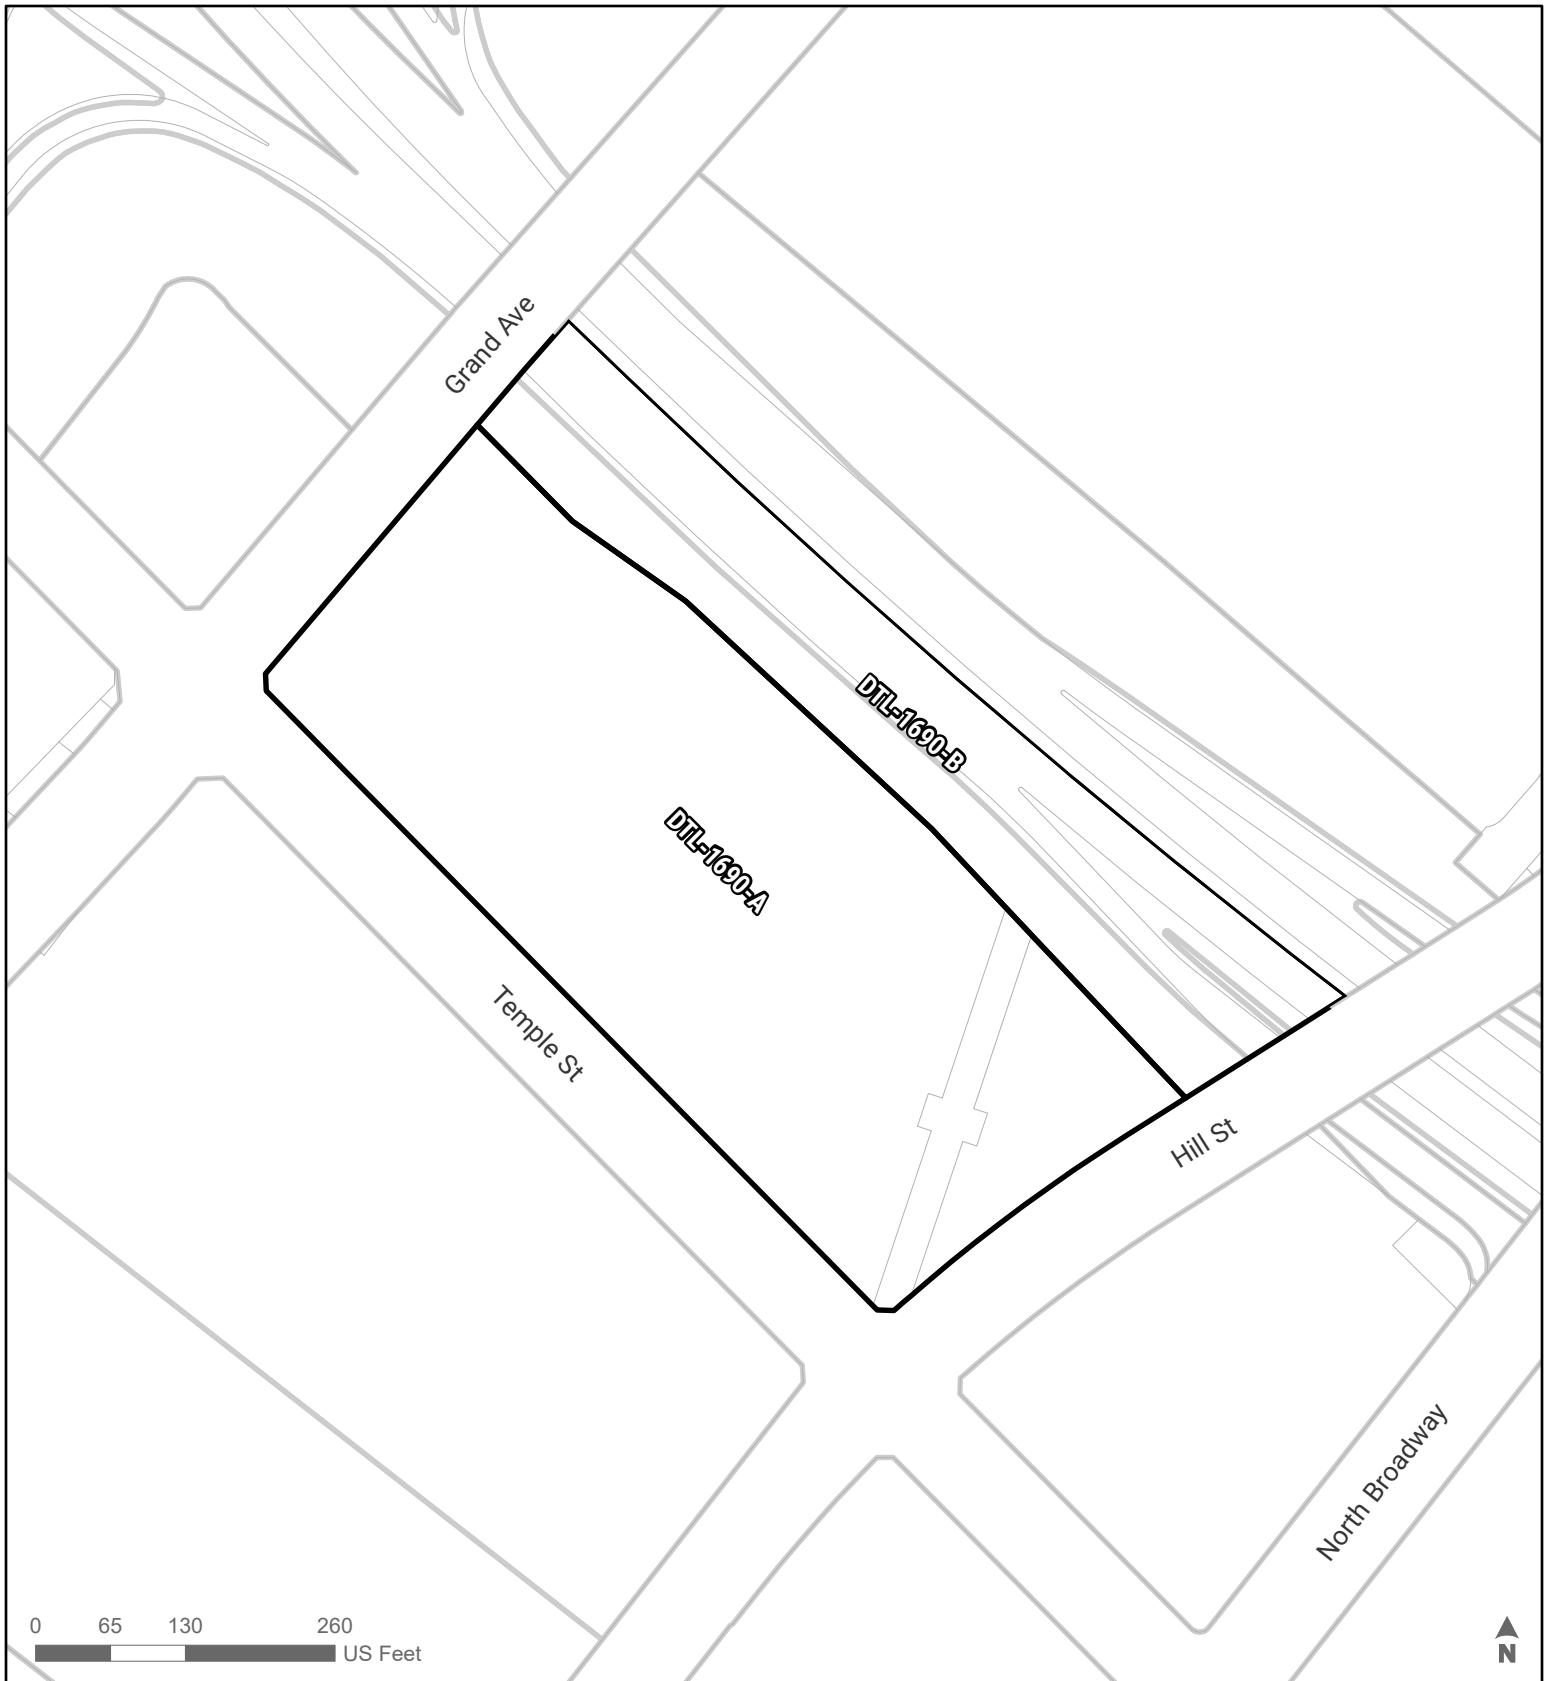 Grand Ave
DTL-1690-B
DTL-1690-A
Temple St
Hill St
North Broadway
0 65 130 260
US Feet
N